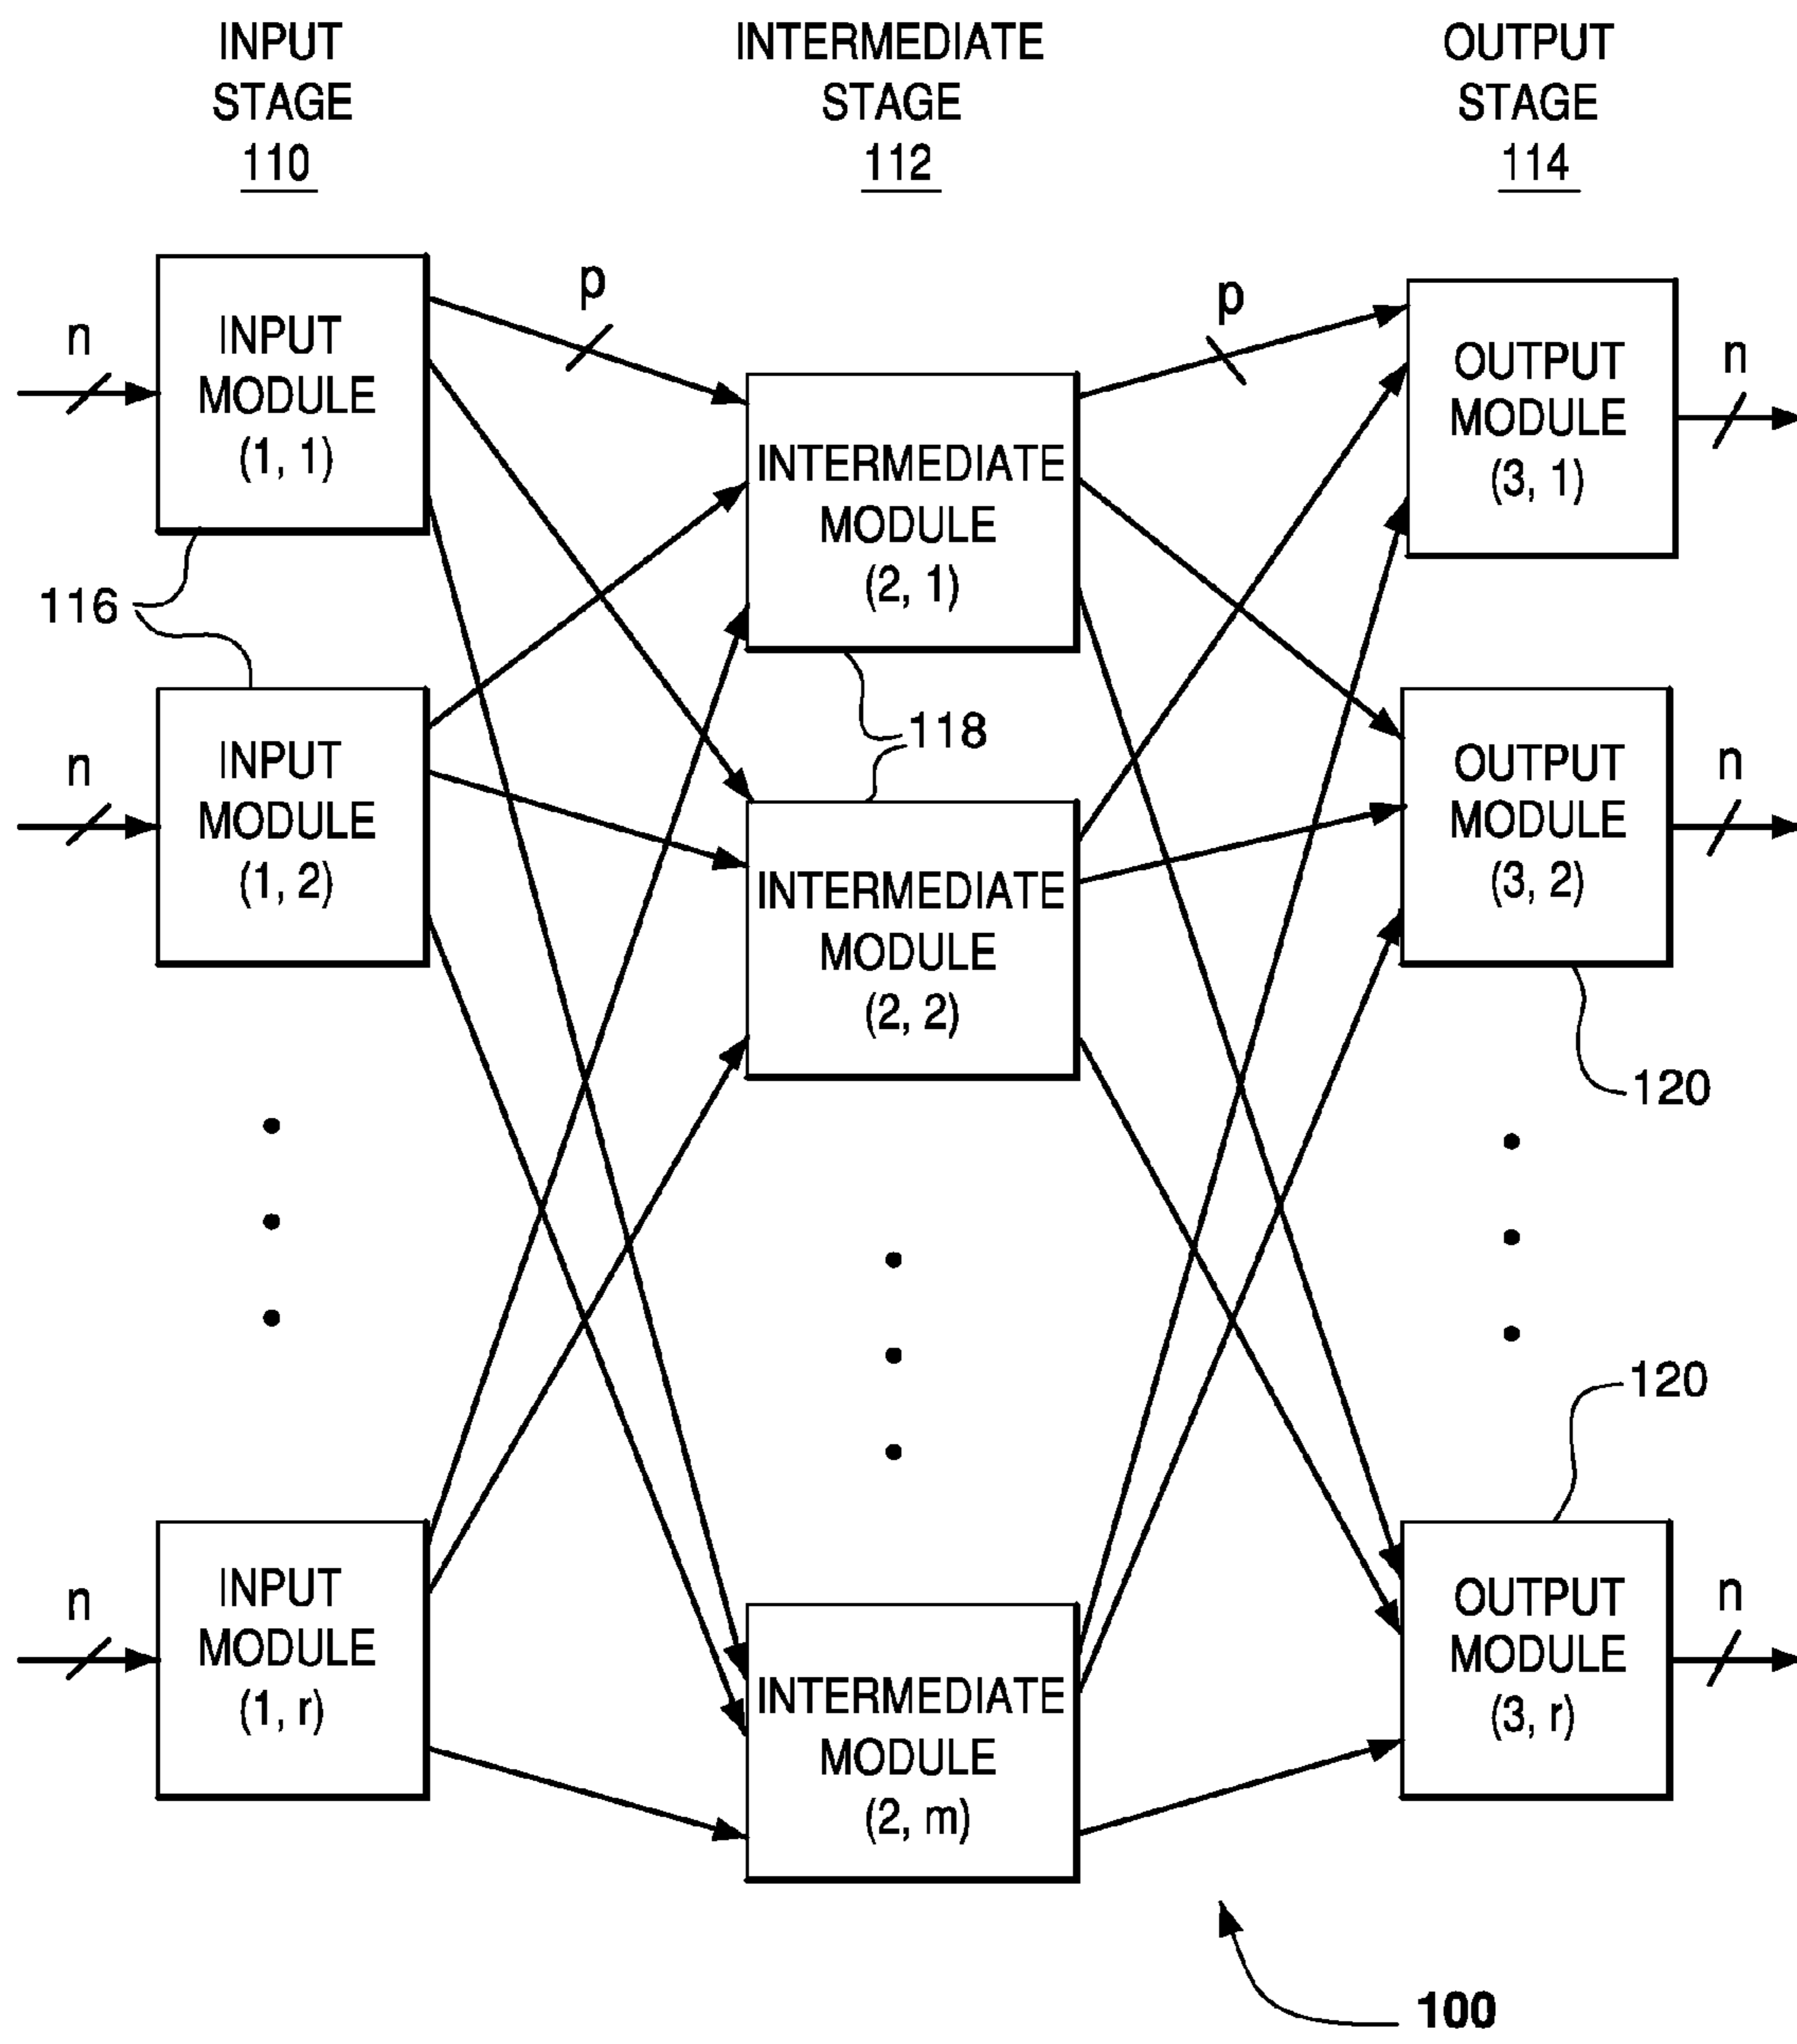 INPUT
STAGE
110
INTERMEDIATE
STAGE
112
OUTPUT
STAGE
114
n
INPUT
MODULE
(1, 1)
p
INTERMEDIATE
MODULE
(2, 1)
p
OUTPUT
MODULE
(3, 1)
n
116
118
n
INPUT
MODULE
(1, 2)
INTERMEDIATE
MODULE
(2, 2)
OUTPUT
MODULE
(3, 2)
n
120
120
n
INPUT
MODULE
(1, r)
INTERMEDIATE
MODULE
(2, m)
OUTPUT
MODULE
(3, r)
n
100